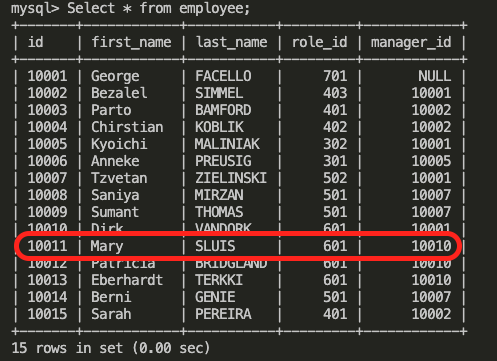 mysql> Select * from employee;
| id | first_name | last_name | role_id | manager_id |
| 10001 | George | FACELLO | 701 | NULL |
| 10002 | Bezalel | SIMMEL | 403 | 10001 |
| 10003 | Parto | BAMFORD | 401 | 10002 |
| 10004 | Chirstian | KOBLIK | 402 | 10002 |
| 10005 | Kyoichi | MALINIAK | 302 | 10001 |
| 10006 | Anneke | PREUSIG | 301 | 10005 |
| 10007 | Tzvetan | ZIELINSKI | 502 | 10001 |
| 10008 | Saniya | MIRZAN | 501 | 10007 |
| 10009 | Sumant | THOMAS | 501 | 10007 |
| 10010 | Dirk | VANDORK | 601 | 10001 |
| 10011 | Mary | SLUIS | 601 | 10010 |
| 10012 | Patricia | BRIDGLAND | 601 | 10010 |
| 10013 | Eberhardt | TERKKI | 601 | 10010 |
| 10014 | Berni | GENIE | 501 | 10007 |
| 10015 | Sarah | PEREIRA | 401 | 10002 |
15 rows in set (0.00 sec)